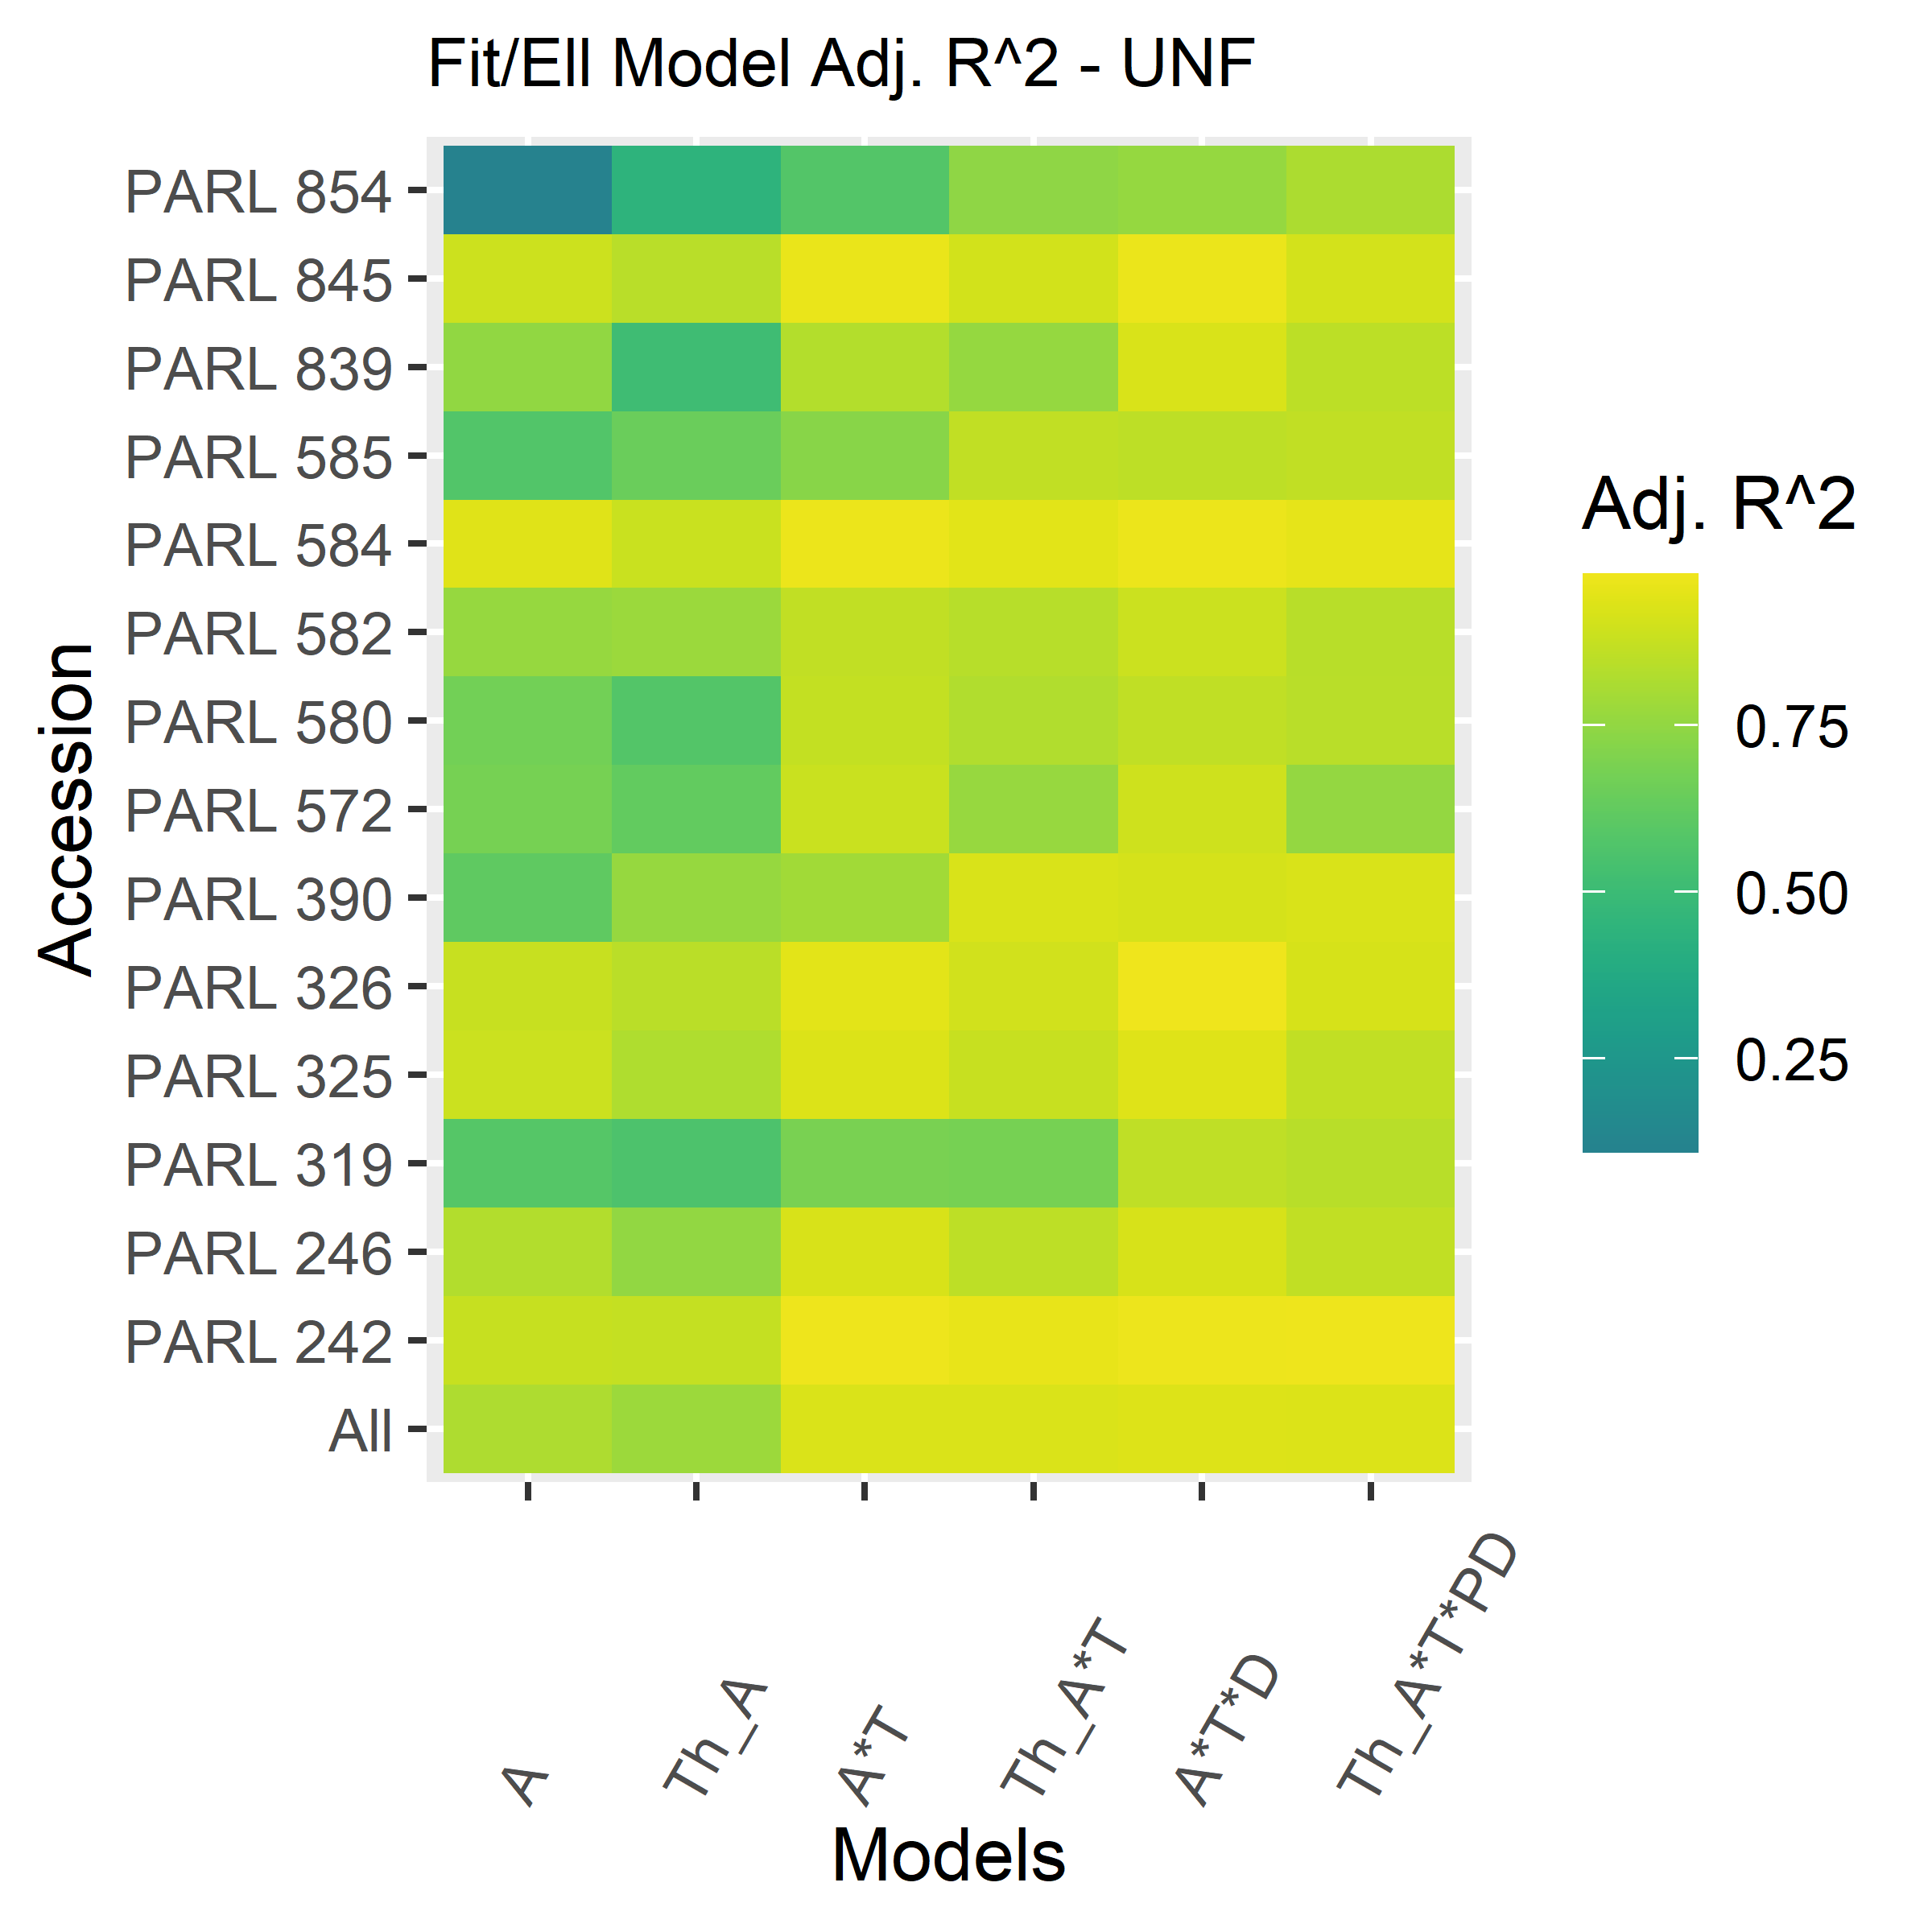 Fit/Ell Model Adj. R^2 - UNF
PARL 854
PARL 845
PARL 839
PARL 585
PARL 584
PARL 582
PARL 580
PARL 572
PARL 390
PARL 326
PARL 325
PARL 319
PARL 246
PARL 242
All
Accession
A
Th_A
A*T
Th_A*T
A*T*D
Th_A*T*PD
Models
Adj. R^2
0.75
0.50
0.25